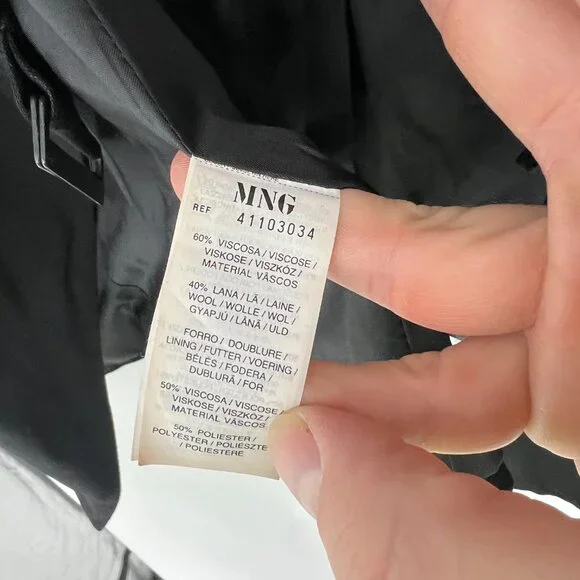 MNG
REF 41103034
60% VISCOSA / VISCOSE /
VISKOSE / VISZKÓZ /
MATERIAL VÂSCOS
40% LANA / LÃ / LAINE /
WOOL / WOLLE / WOL /
GYAPJÚ / LÂNĂ / ULD
FORRO / DOUBLURE /
LINING / FUTTER / VOERING /
BÉLÉS / FODERA /
DUBLURĂ / FOR
50% VISCOSA / VISCOSE /
VISKOSE / VISZKÓZ /
MATERIAL VÂSCOS
50% POLIESTER /
POLYESTER / POLIÉSZTE
/ POLIESTERE